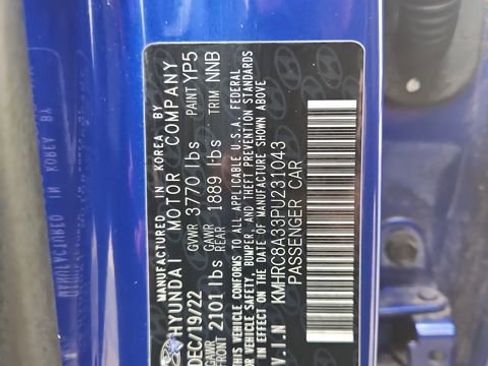 MANUFACTURED IN KOREA BY
HYUNDAI MOTOR COMPANY
DEC/19/22 GVWR 3770 lbs PAINT YP5
GAWR FRONT 2101 lbs GAWR REAR 1889 lbs TRIM NNB
THIS VEHICLE CONFORMS TO ALL APPLICABLE U.S.A. FEDERAL
MOTOR VEHICLE SAFETY, BUMPER, AND THEFT PREVENTION STANDARDS
IN EFFECT ON THE DATE OF MANUFACTURE SHOWN ABOVE
V.I.N KMHRC8A33PU231043
PASSENGER CAR